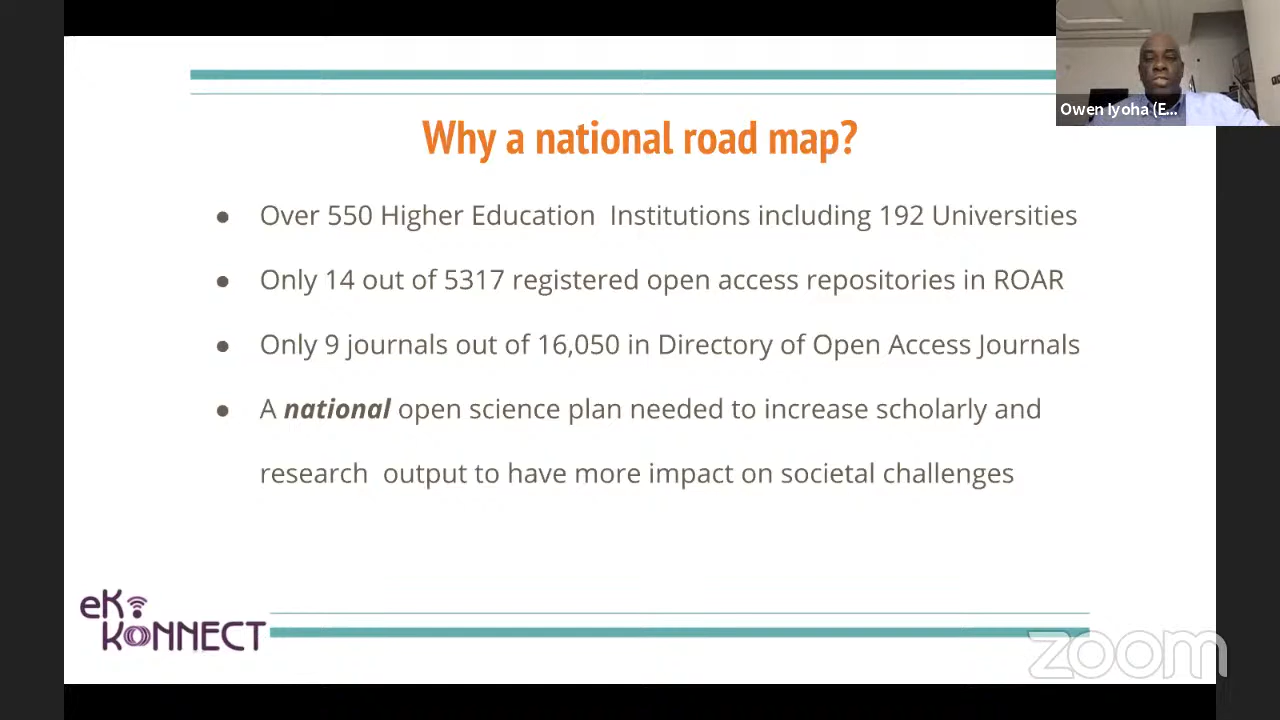 Owen Iyoha (E...
Why a national road map?
● Over 550 Higher Education  Institutions including 192 Universities
● Only 14 out of 5317 registered open access repositories in ROAR
● Only 9 journals out of 16,050 in Directory of Open Access Journals
● A national open science plan needed to increase scholarly and
research  output to have more impact on societal challenges
eK
KONNECT
zoom